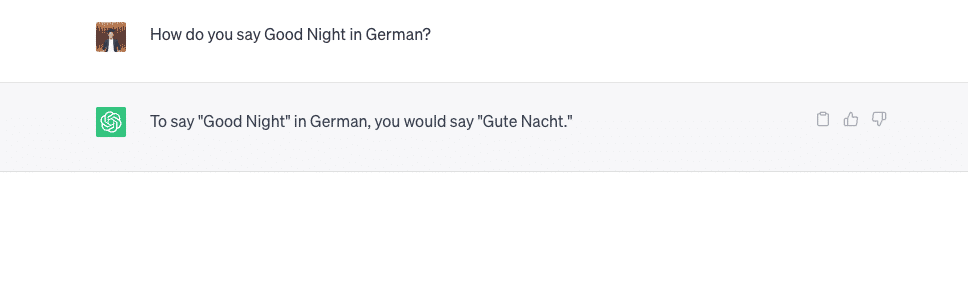 How do you say Good Night in German?
To say "Good Night" in German, you would say "Gute Nacht."